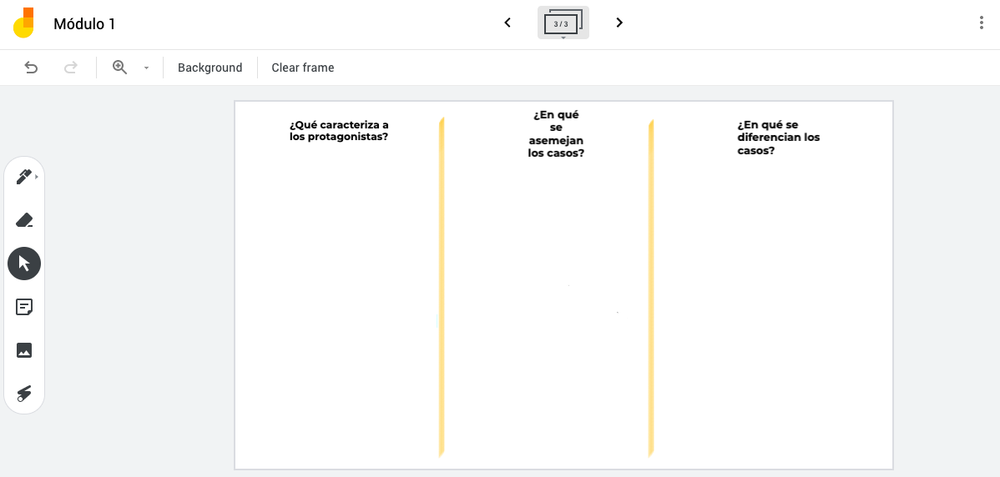 Módulo 1
3 / 3
Background
Clear frame
¿Qué caracteriza a
los protagonistas?
¿En qué
se
asemejan
los casos?
¿En qué se
diferencian los
casos?